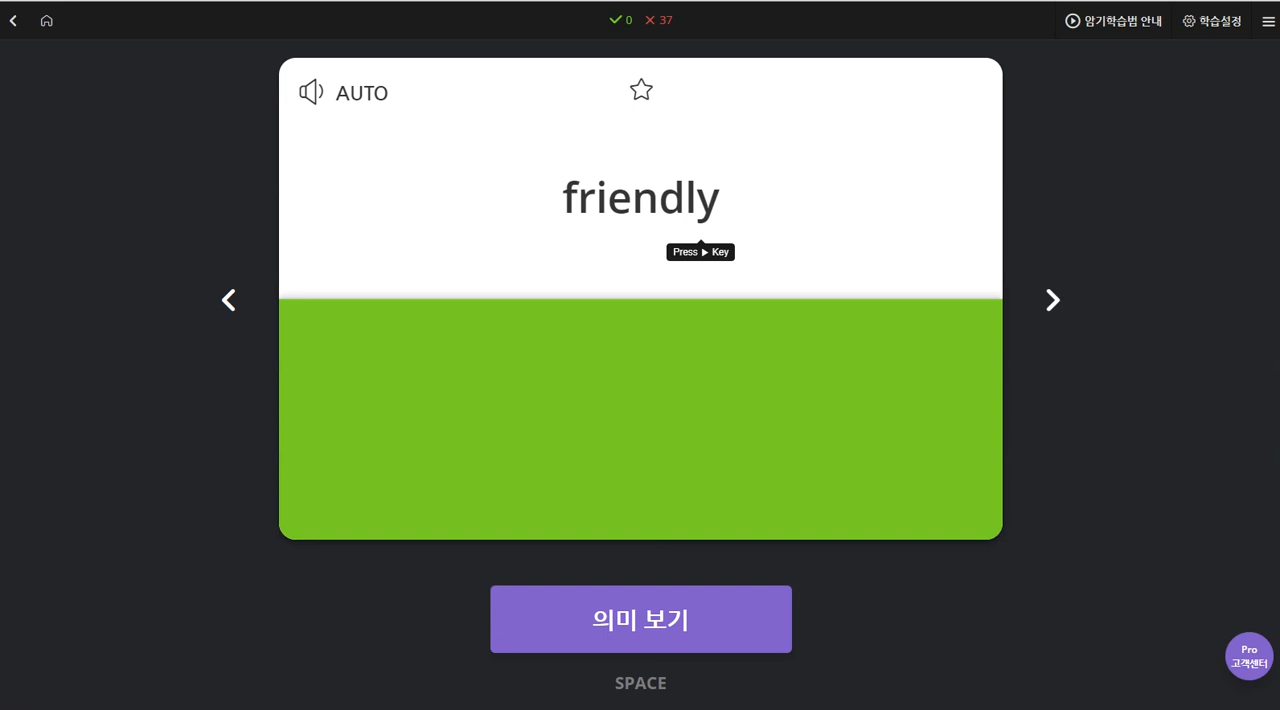 0 37
암기학습법 안내
학습설정
AUTO
friendly
Press ▶ Key
의미 보기
SPACE
Pro
고객센터